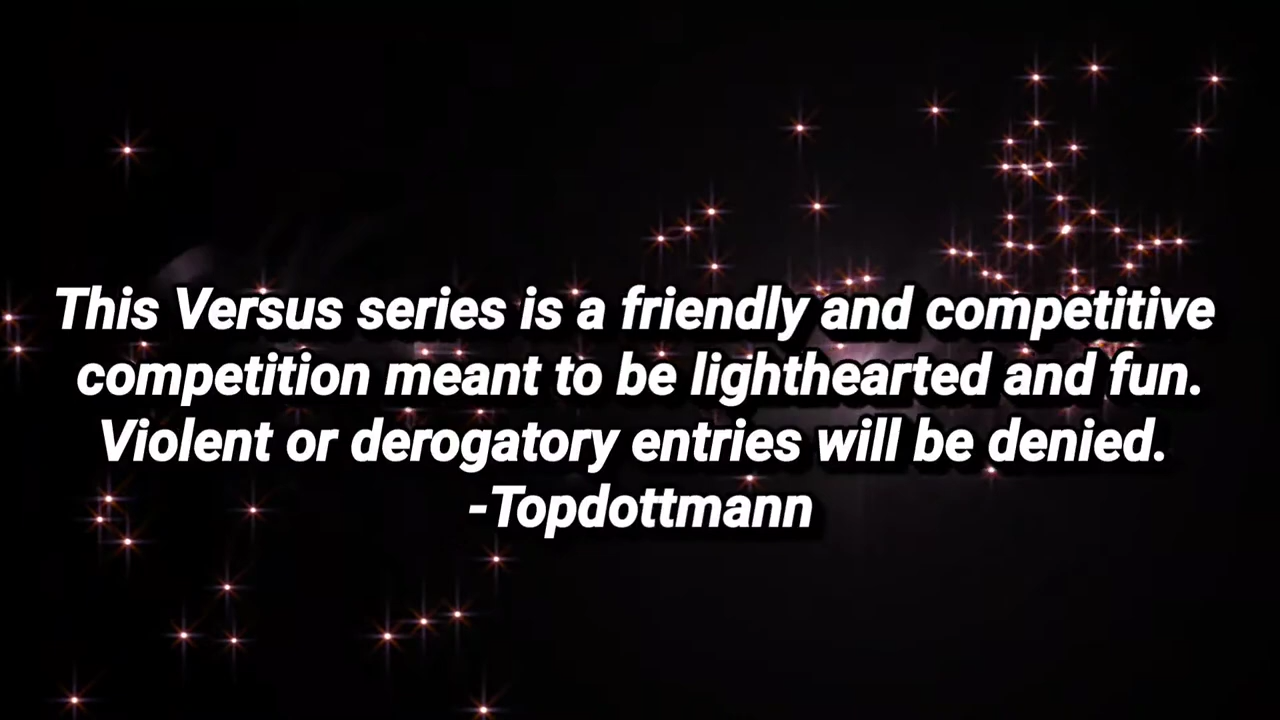 This Versus series is a friendly and competitive
competition meant to be lighthearted and fun.
Violent or derogatory entries will be denied.
-Topdottmann